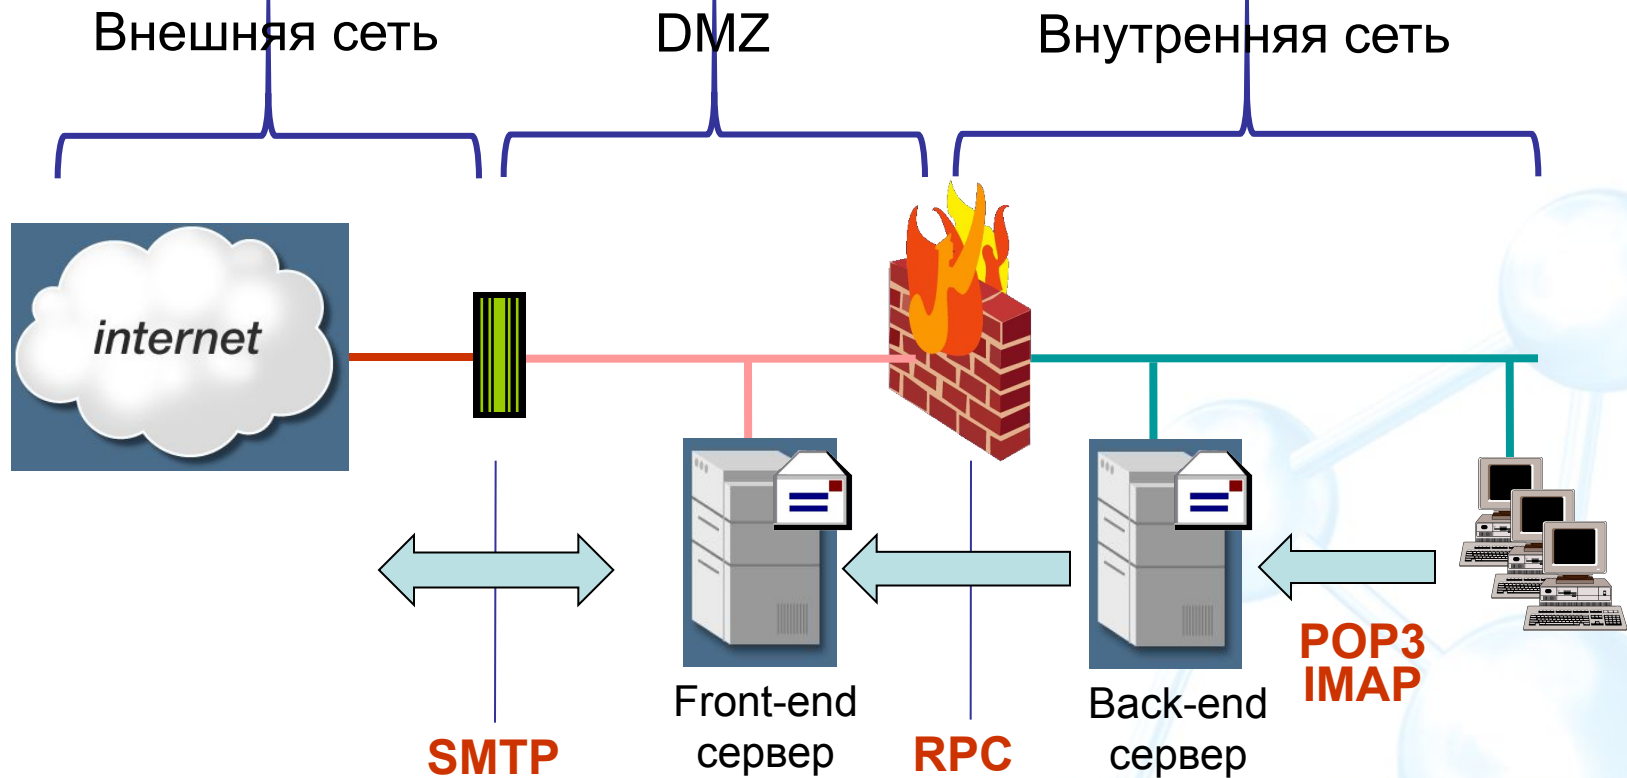 Внешняя сеть
DMZ
Внутренняя сеть
internet
POP3
IMAP
Front-end
сервер
Back-end
сервер
SMTP
RPC